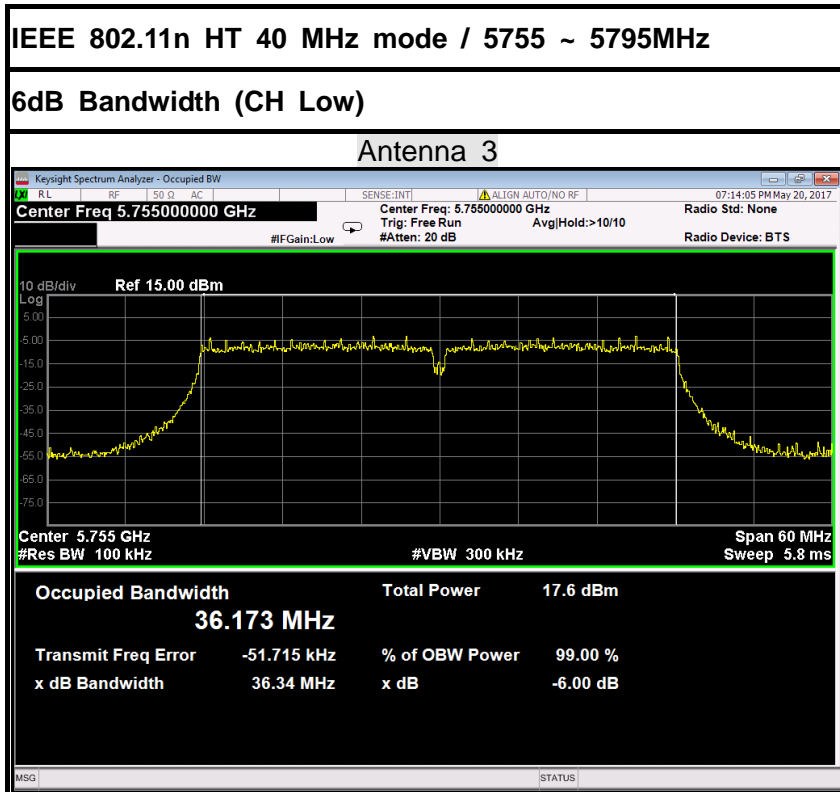 IEEE 802.11n HT 40 MHz mode / 5755 ~ 5795MHz
6dB Bandwidth (CH Low)
Antenna 3
Keysight Spectrum Analyzer - Occupied BW
LXI RL RF 50 Ω AC SENSE:INT ALIGN AUTO/NO RF 07:14:05 PM May 20, 2017
Center Freq 5.755000000 GHz Center Freq: 5.755000000 GHz Radio Std: None
Trig: Free Run Avg|Hold:>10/10
#IFGain:Low #Atten: 20 dB Radio Device: BTS
10 dB/div Ref 15.00 dBm
Log
5.00
-5.00
-15.0
-25.0
-35.0
-45.0
-55.0
-65.0
-75.0
Center 5.755 GHz Span 60 MHz
#Res BW 100 kHz #VBW 300 kHz Sweep 5.8 ms
Occupied Bandwidth Total Power 17.6 dBm
36.173 MHz
Transmit Freq Error -51.715 kHz % of OBW Power 99.00 %
x dB Bandwidth 36.34 MHz x dB -6.00 dB
MSG STATUS